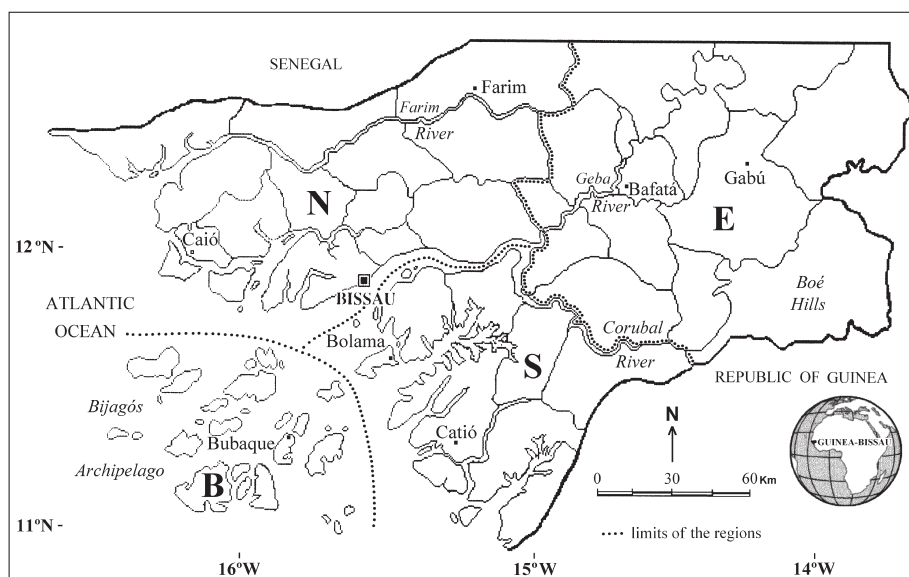 SENEGAL
Farim
Farim
River
Geba
River
Bafatá
Gabú
N
E
12°N
Caió
BISSAU
Boé
Hills
ATLANTIC
OCEAN
Bolama
Corubal
River
S
REPUBLIC OF GUINEA
Bijagós
Archipelago
Bubaque
B
Catió
N
GUINEA-BISSAU
0 30 60 Km
11°N
limits of the regions
16°W 15°W 14°W